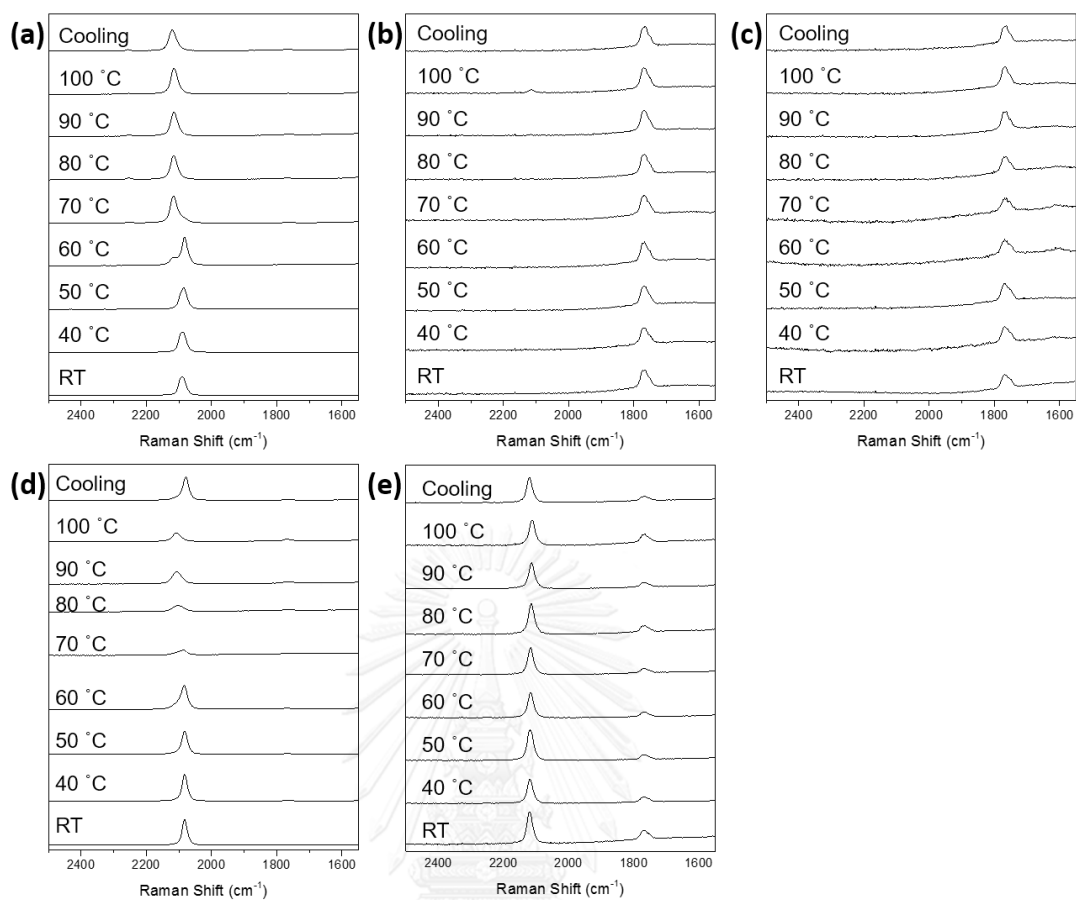 (a)
Cooling
100 ˚C
90 ˚C
80 ˚C
70 ˚C
60 ˚C
50 ˚C
40 ˚C
RT
2400 2200 2000 1800 1600
Raman Shift (cm⁻¹)
(b)
Cooling
100 ˚C
90 ˚C
80 ˚C
70 ˚C
60 ˚C
50 ˚C
40 ˚C
RT
2400 2200 2000 1800 1600
Raman Shift (cm⁻¹)
(c)
Cooling
100 ˚C
90 ˚C
80 ˚C
70 ˚C
60 ˚C
50 ˚C
40 ˚C
RT
2400 2200 2000 1800 1600
Raman Shift (cm⁻¹)
(d)
Cooling
100 ˚C
90 ˚C
80 ˚C
70 ˚C
60 ˚C
50 ˚C
40 ˚C
RT
2400 2200 2000 1800 1600
Raman Shift (cm⁻¹)
(e)
Cooling
100 ˚C
90 ˚C
80 ˚C
70 ˚C
60 ˚C
50 ˚C
40 ˚C
RT
2400 2200 2000 1800 1600
Raman Shift (cm⁻¹)